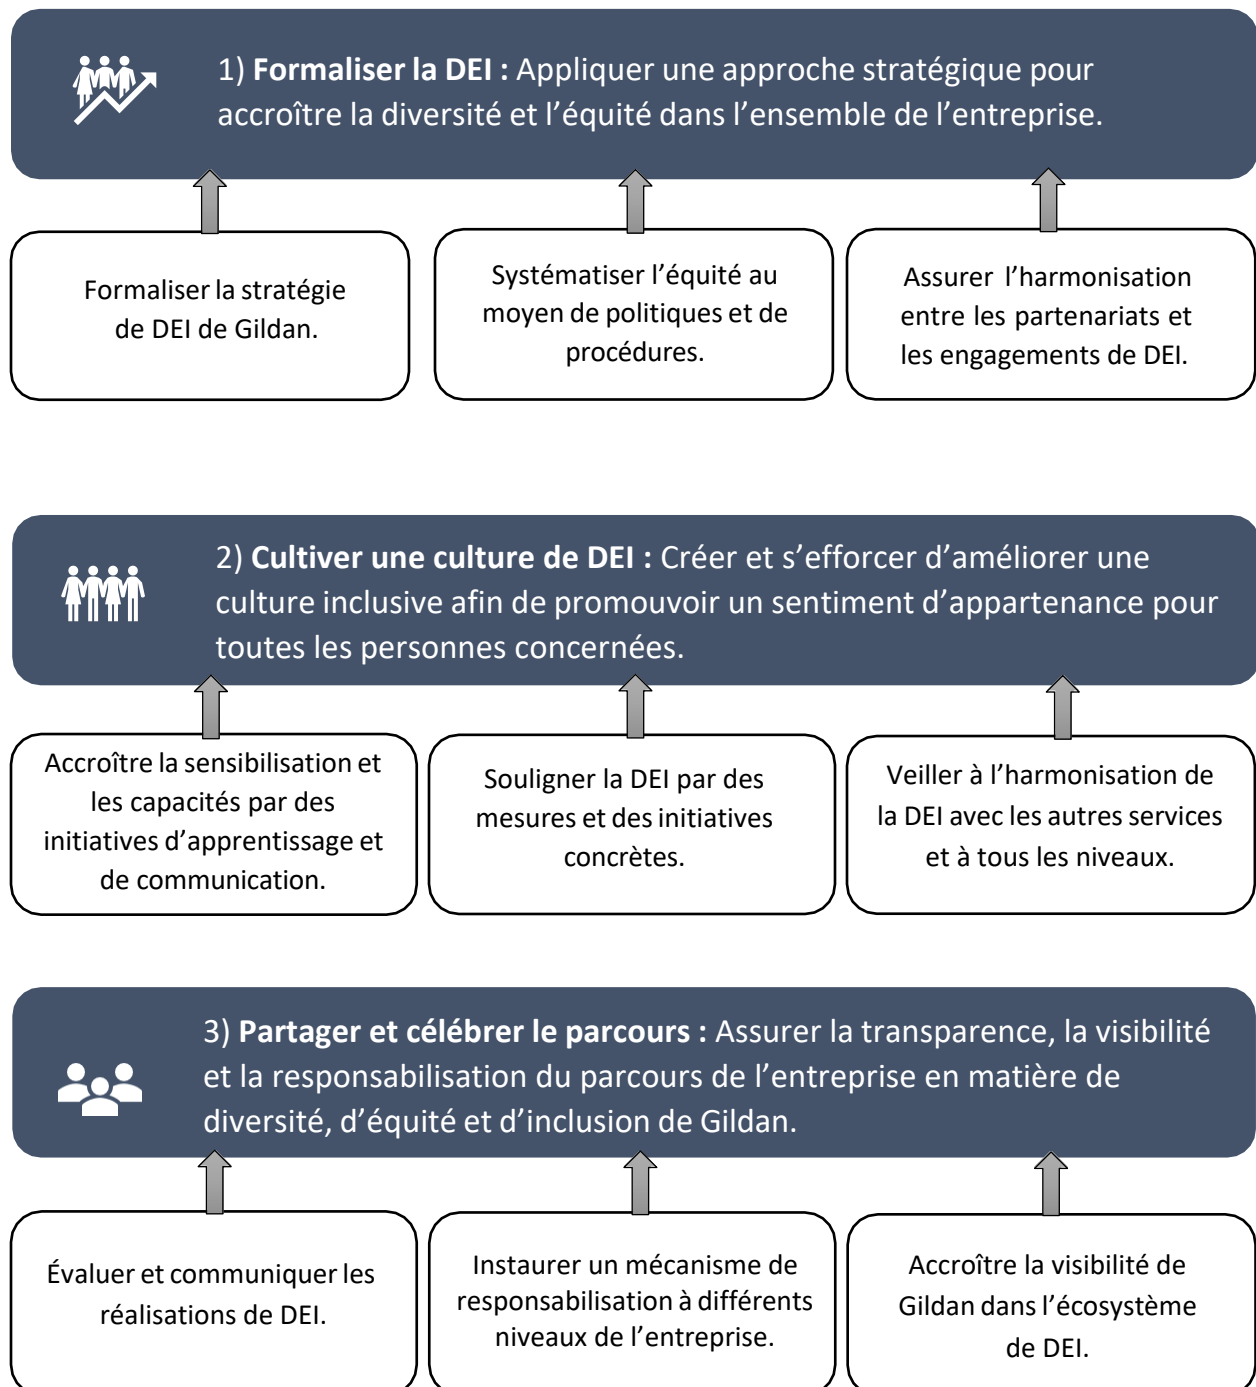 1) Formaliser la DEI : Appliquer une approche stratégique pour
accroître la diversité et l’équité dans l’ensemble de l’entreprise.
Formaliser la stratégie
de DEI de Gildan.
Systématiser l’équité au
moyen de politiques et de
procédures.
Assurer l’harmonisation
entre les partenariats et
les engagements de DEI.
2) Cultiver une culture de DEI : Créer et s’efforcer d’améliorer une
culture inclusive afin de promouvoir un sentiment d’appartenance pour
toutes les personnes concernées.
Accroître la sensibilisation et
les capacités par des
initiatives d’apprentissage et
de communication.
Souligner la DEI par des
mesures et des initiatives
concrètes.
Veiller à l’harmonisation de
la DEI avec les autres services
et à tous les niveaux.
3) Partager et célébrer le parcours : Assurer la transparence, la visibilité
et la responsabilisation du parcours de l’entreprise en matière de
diversité, d’équité et d’inclusion de Gildan.
Évaluer et communiquer les
réalisations de DEI.
Instaurer un mécanisme de
responsabilisation à différents
niveaux de l’entreprise.
Accroître la visibilité de
Gildan dans l’écosystème
de DEI.